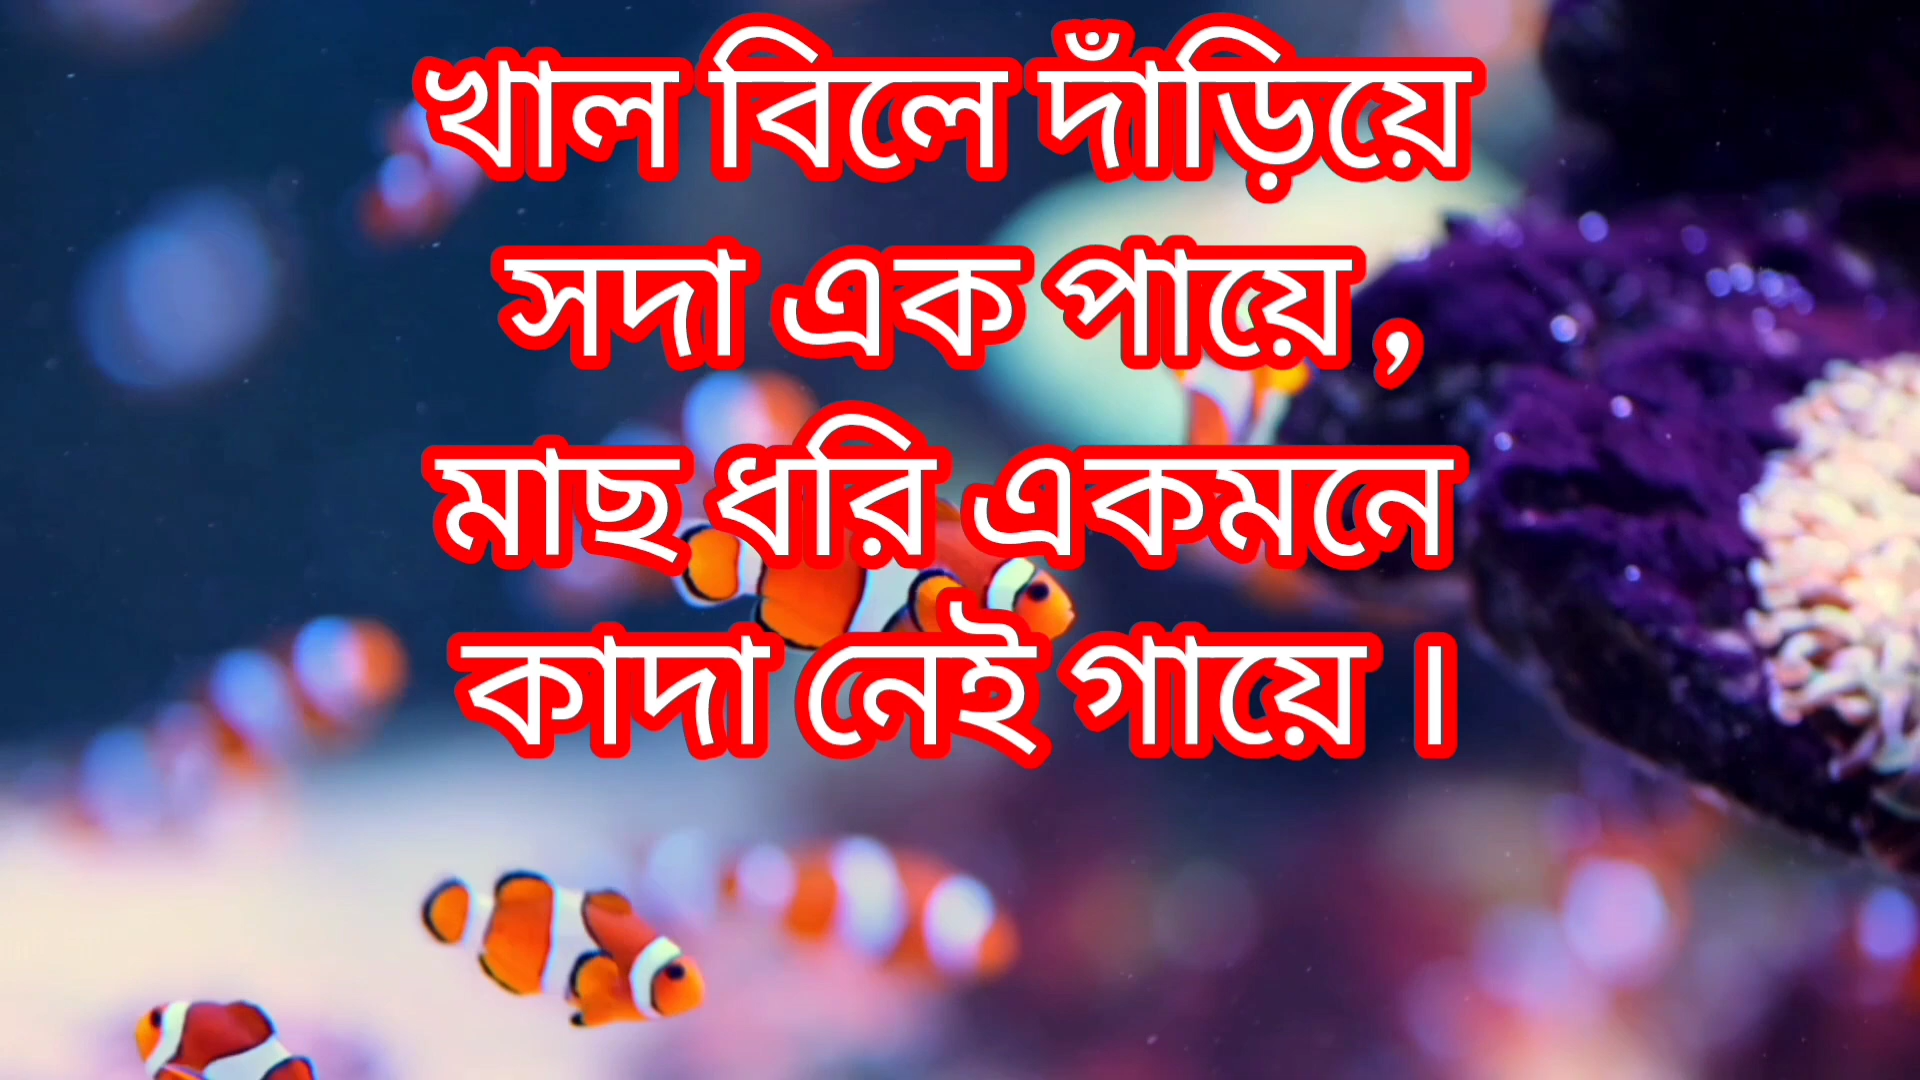 খাল বিলে দাঁড়িয়ে
সদা এক পায়ে ,
মাছ ধরি একমনে
কাদা নেই গায়ে ।